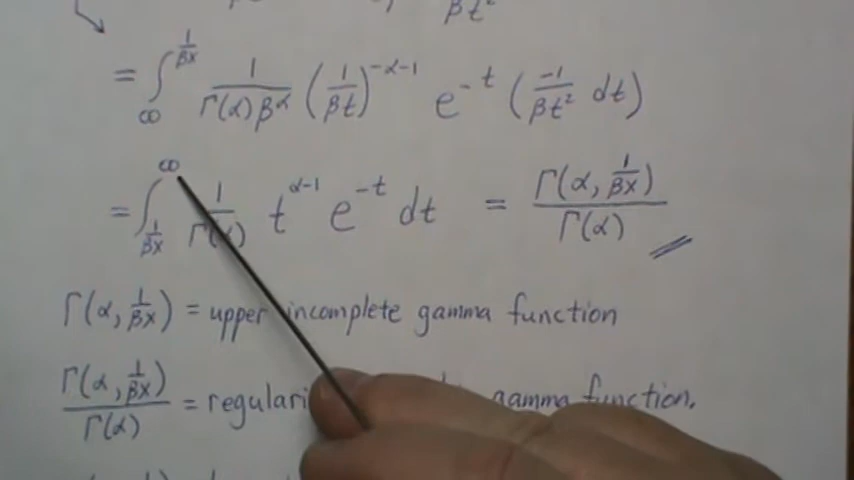 βt²
= ∫_∞^{1/βx} 1/(Γ(α)β^α) (1/βt)^{-α-1} e^{-t} (-1/βt² dt)
= ∫_{1/βx}^∞ 1/Γ(α) t^{α-1} e^{-t} dt = Γ(α, 1/βx)/Γ(α)
Γ(α, 1/βx) = upper incomplete gamma function
Γ(α, 1/βx)/Γ(α) = gamma function.